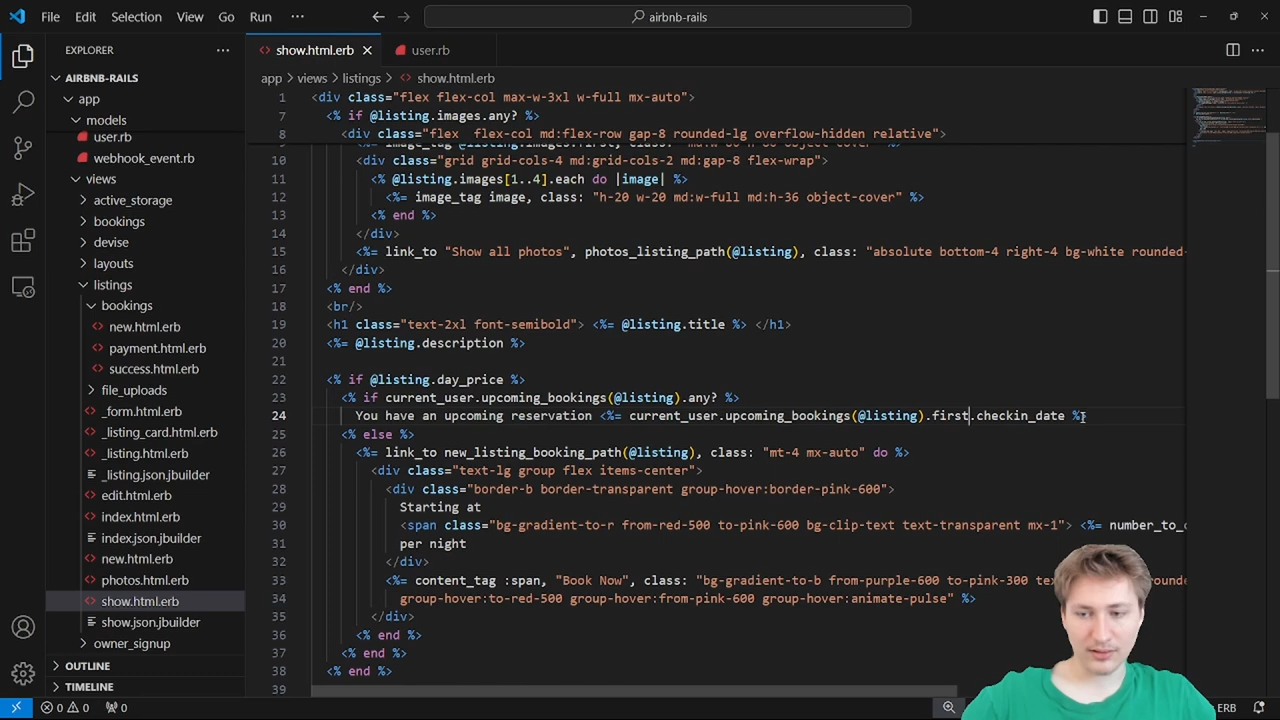 File Edit Selection View Go Run ··· airbnb-rails
EXPLORER ··· show.html.erb user.rb
AIRBNB-RAILS
app
models
user.rb
webhook_event.rb
views
active_storage
bookings
devise
layouts
listings
bookings
new.html.erb
payment.html.erb
success.html.erb
file_uploads
_form.html.erb
_listing_card.html.erb
_listing.html.erb
_listing.json.jbuilder
edit.html.erb
index.html.erb
index.json.jbuilder
new.html.erb
photos.html.erb
show.html.erb
show.json.jbuilder
owner_signup
OUTLINE
TIMELINE
app > views > listings > show.html.erb
1 <div class="flex flex-col max-w-3xl w-full mx-auto">
7 <% if @listing.images.any? %>
8 <div class="flex flex-col md:flex-row gap-8 rounded-lg overflow-hidden relative"
10 <div class="grid grid-cols-4 md:grid-cols-2 md:gap-8 flex-wrap">
11 <% @listing.images[1..4].each do |image| %>
12 <%= image_tag image, class: "h-20 w-20 md:w-full md:h-36 object-cover" %>
13 <% end %>
14 </div>
15 <%= link_to "Show all photos", photos_listing_path(@listing), class: "absolute bottom-4 right-4 bg-white rounded-
16 </div>
17 <% end %>
18 <br/>
19 <h1 class="text-2xl font-semibold"> <%= @listing.title %> </h1>
20 <%= @listing.description %>
21
22 <% if @listing.day_price %>
23 <% if current_user.upcoming_bookings(@listing).any? %>
24 You have an upcoming reservation <%= current_user.upcoming_bookings(@listing).first.checkin_date %>
25 <% else %>
26 <%= link_to new_listing_booking_path(@listing), class: "mt-4 mx-auto" do %>
27 <div class="text-lg group flex items-center">
28 <div class="border-b border-transparent group-hover:border-pink-600">
29 Starting at
30 <span class="bg-gradient-to-r from-red-500 to-pink-600 bg-clip-text text-transparent mx-1"> <%= number_to_c
31 per night
32 </div>
33 <%= content_tag :span, "Book Now", class: "bg-gradient-to-b from-purple-600 to-pink-300 te rounde
34 group-hover:to-red-500 group-hover:from-pink-600 group-hover:animate-pulse" %>
35 </div>
36 <% end %>
37 <% end %>
38 <% end %>
39
0 0 0 ERB